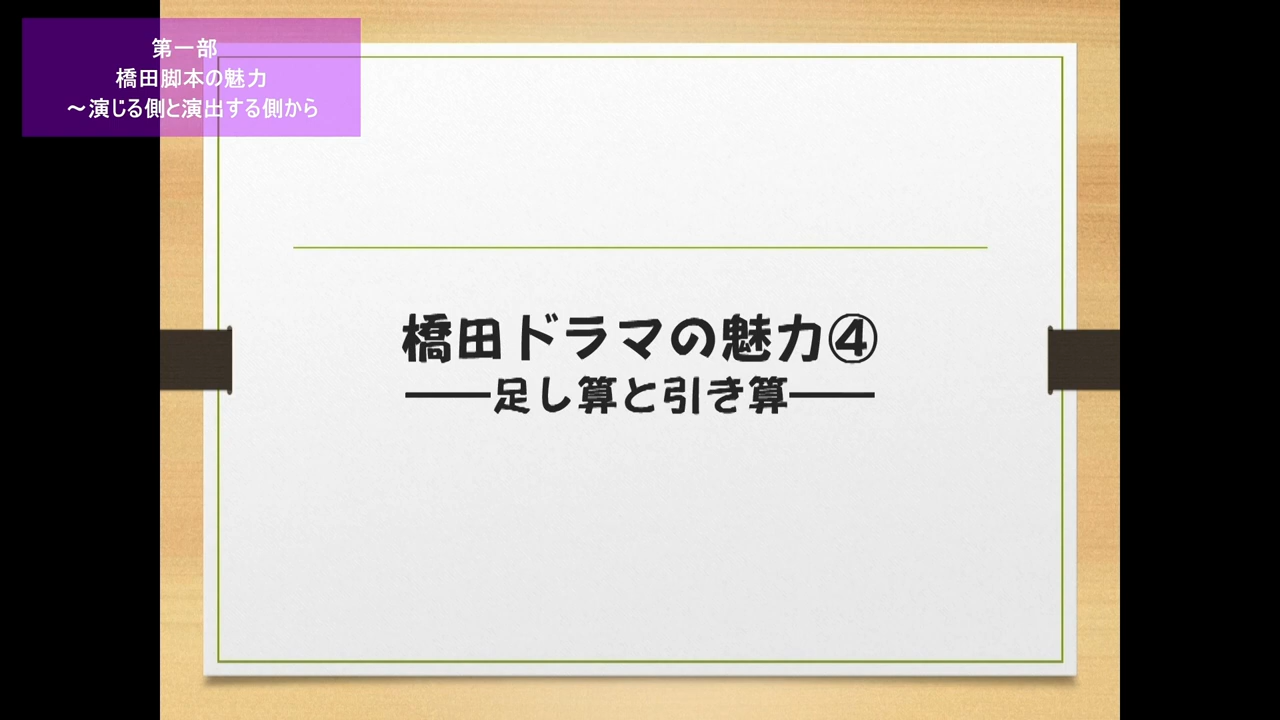 第一部
橋田脚本の魅力
～演じる側と演出する側から
橋田ドラマの魅力④
――足し算と引き算――